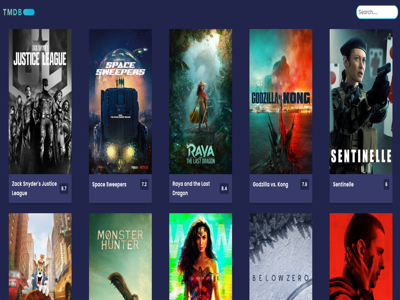 TMDB
Search.....
ZACK SNYDER'S
JUSTICE LEAGUE
SPACE
SWEEPERS
RAYA
THE LAST DRAGON
GODZILLA VS. KONG
SENTINELLE
Zack Snyder's Justice
League
8.7
Space Sweepers
7.2
Raya and the Last
Dragon
8.4
Godzilla vs. Kong
7.8
Sentinelle
6
MONSTER
HUNTER
BELOWZERO